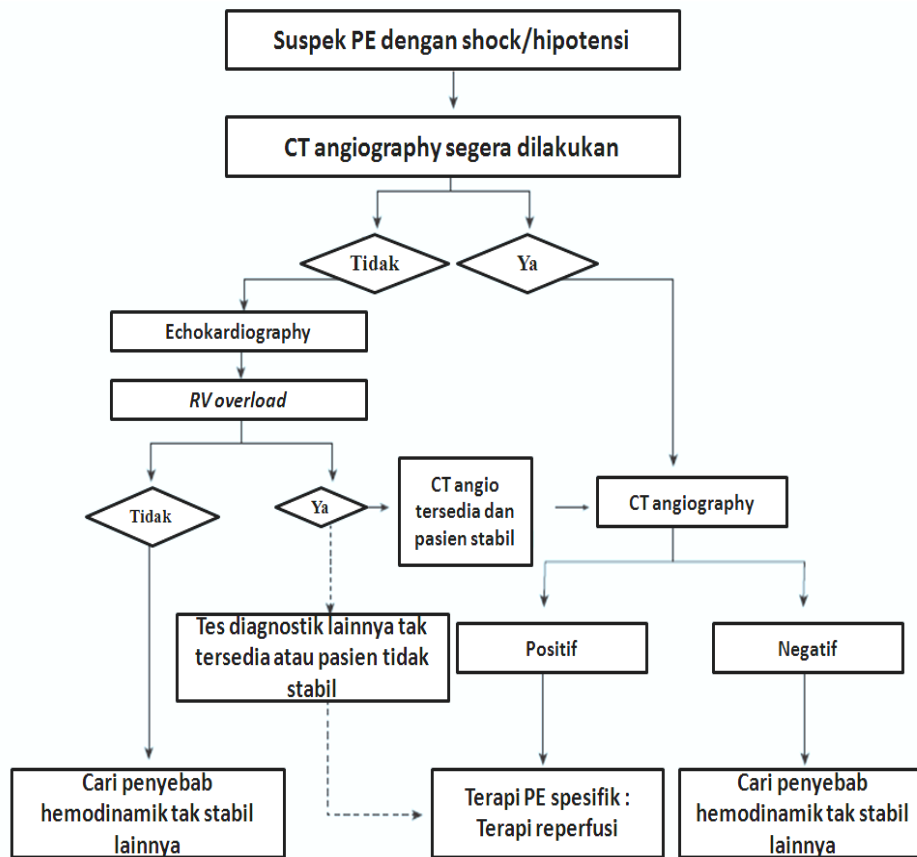 Suspek PE dengan shock/hipotensi
CT angiography segera dilakukan
Tidak
Ya
Echokardiography
RV overload
Tidak
Ya
CT angio
tersedia dan
pasien stabil
CT angiography
Tes diagnostik lainnya tak
tersedia atau pasien tidak
stabil
Positif
Negatif
Cari penyebab
hemodinamik tak stabil
lainnya
Terapi PE spesifik :
Terapi reperfusi
Cari penyebab
hemodinamik tak stabil
lainnya